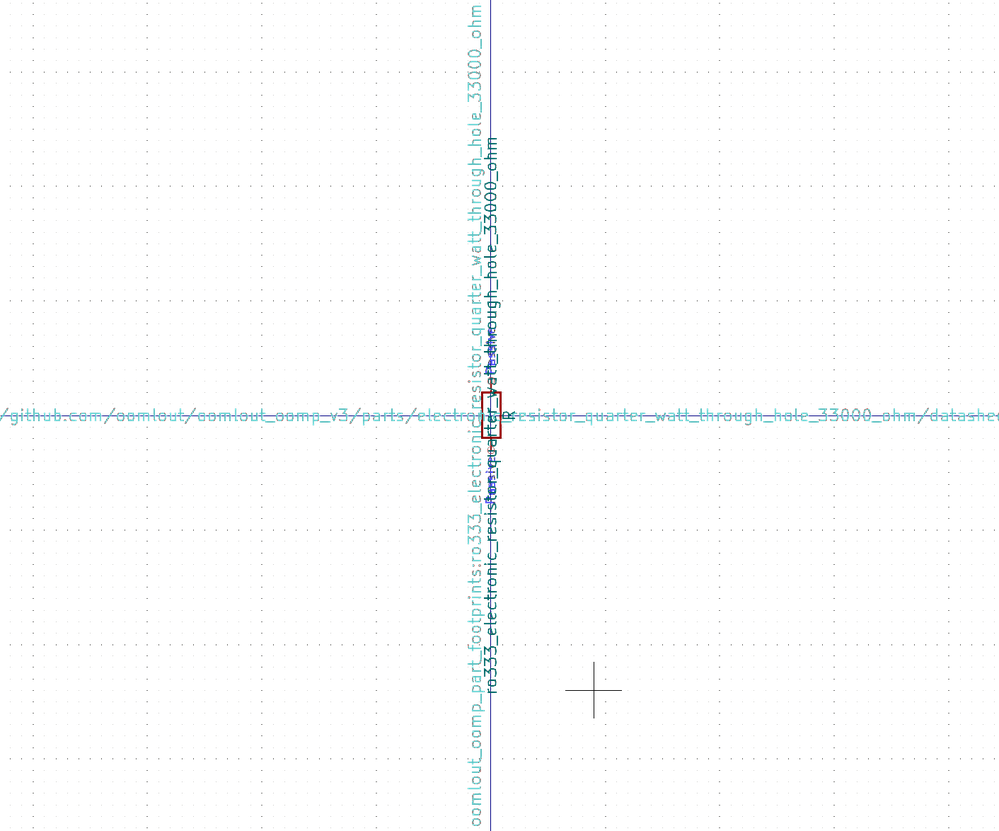 oomlout_oomp_part_footprints:ro333_electronic_resistor_quarter_watt_through_hole_33000_ohm
ro333_electronic_resistor_quarter_watt_through_hole_33000_ohm
R
/github.com/oomlout/oomlout_oomp_v3/parts/electronic_resistor_quarter_watt_through_hole_33000_ohm/datashe